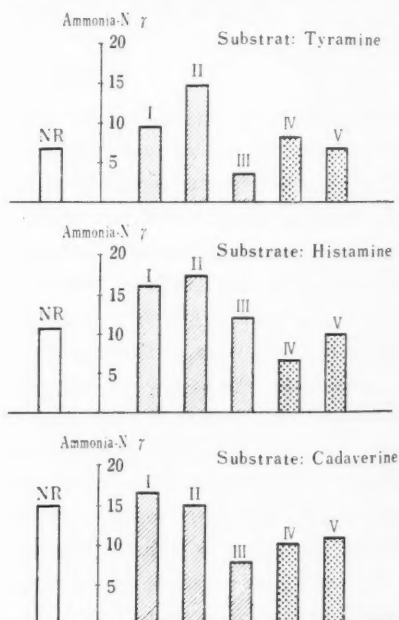 Ammonia-N γ
Substrat: Tyramine
20
15
10
5
NR
I
II
III
IV
V
Ammonia-N γ
Substrate: Histamine
20
15
10
5
NR
I
II
III
IV
V
Ammonia-N γ
Substrate: Cadaverine
20
15
10
5
NR
I
II
III
IV
V